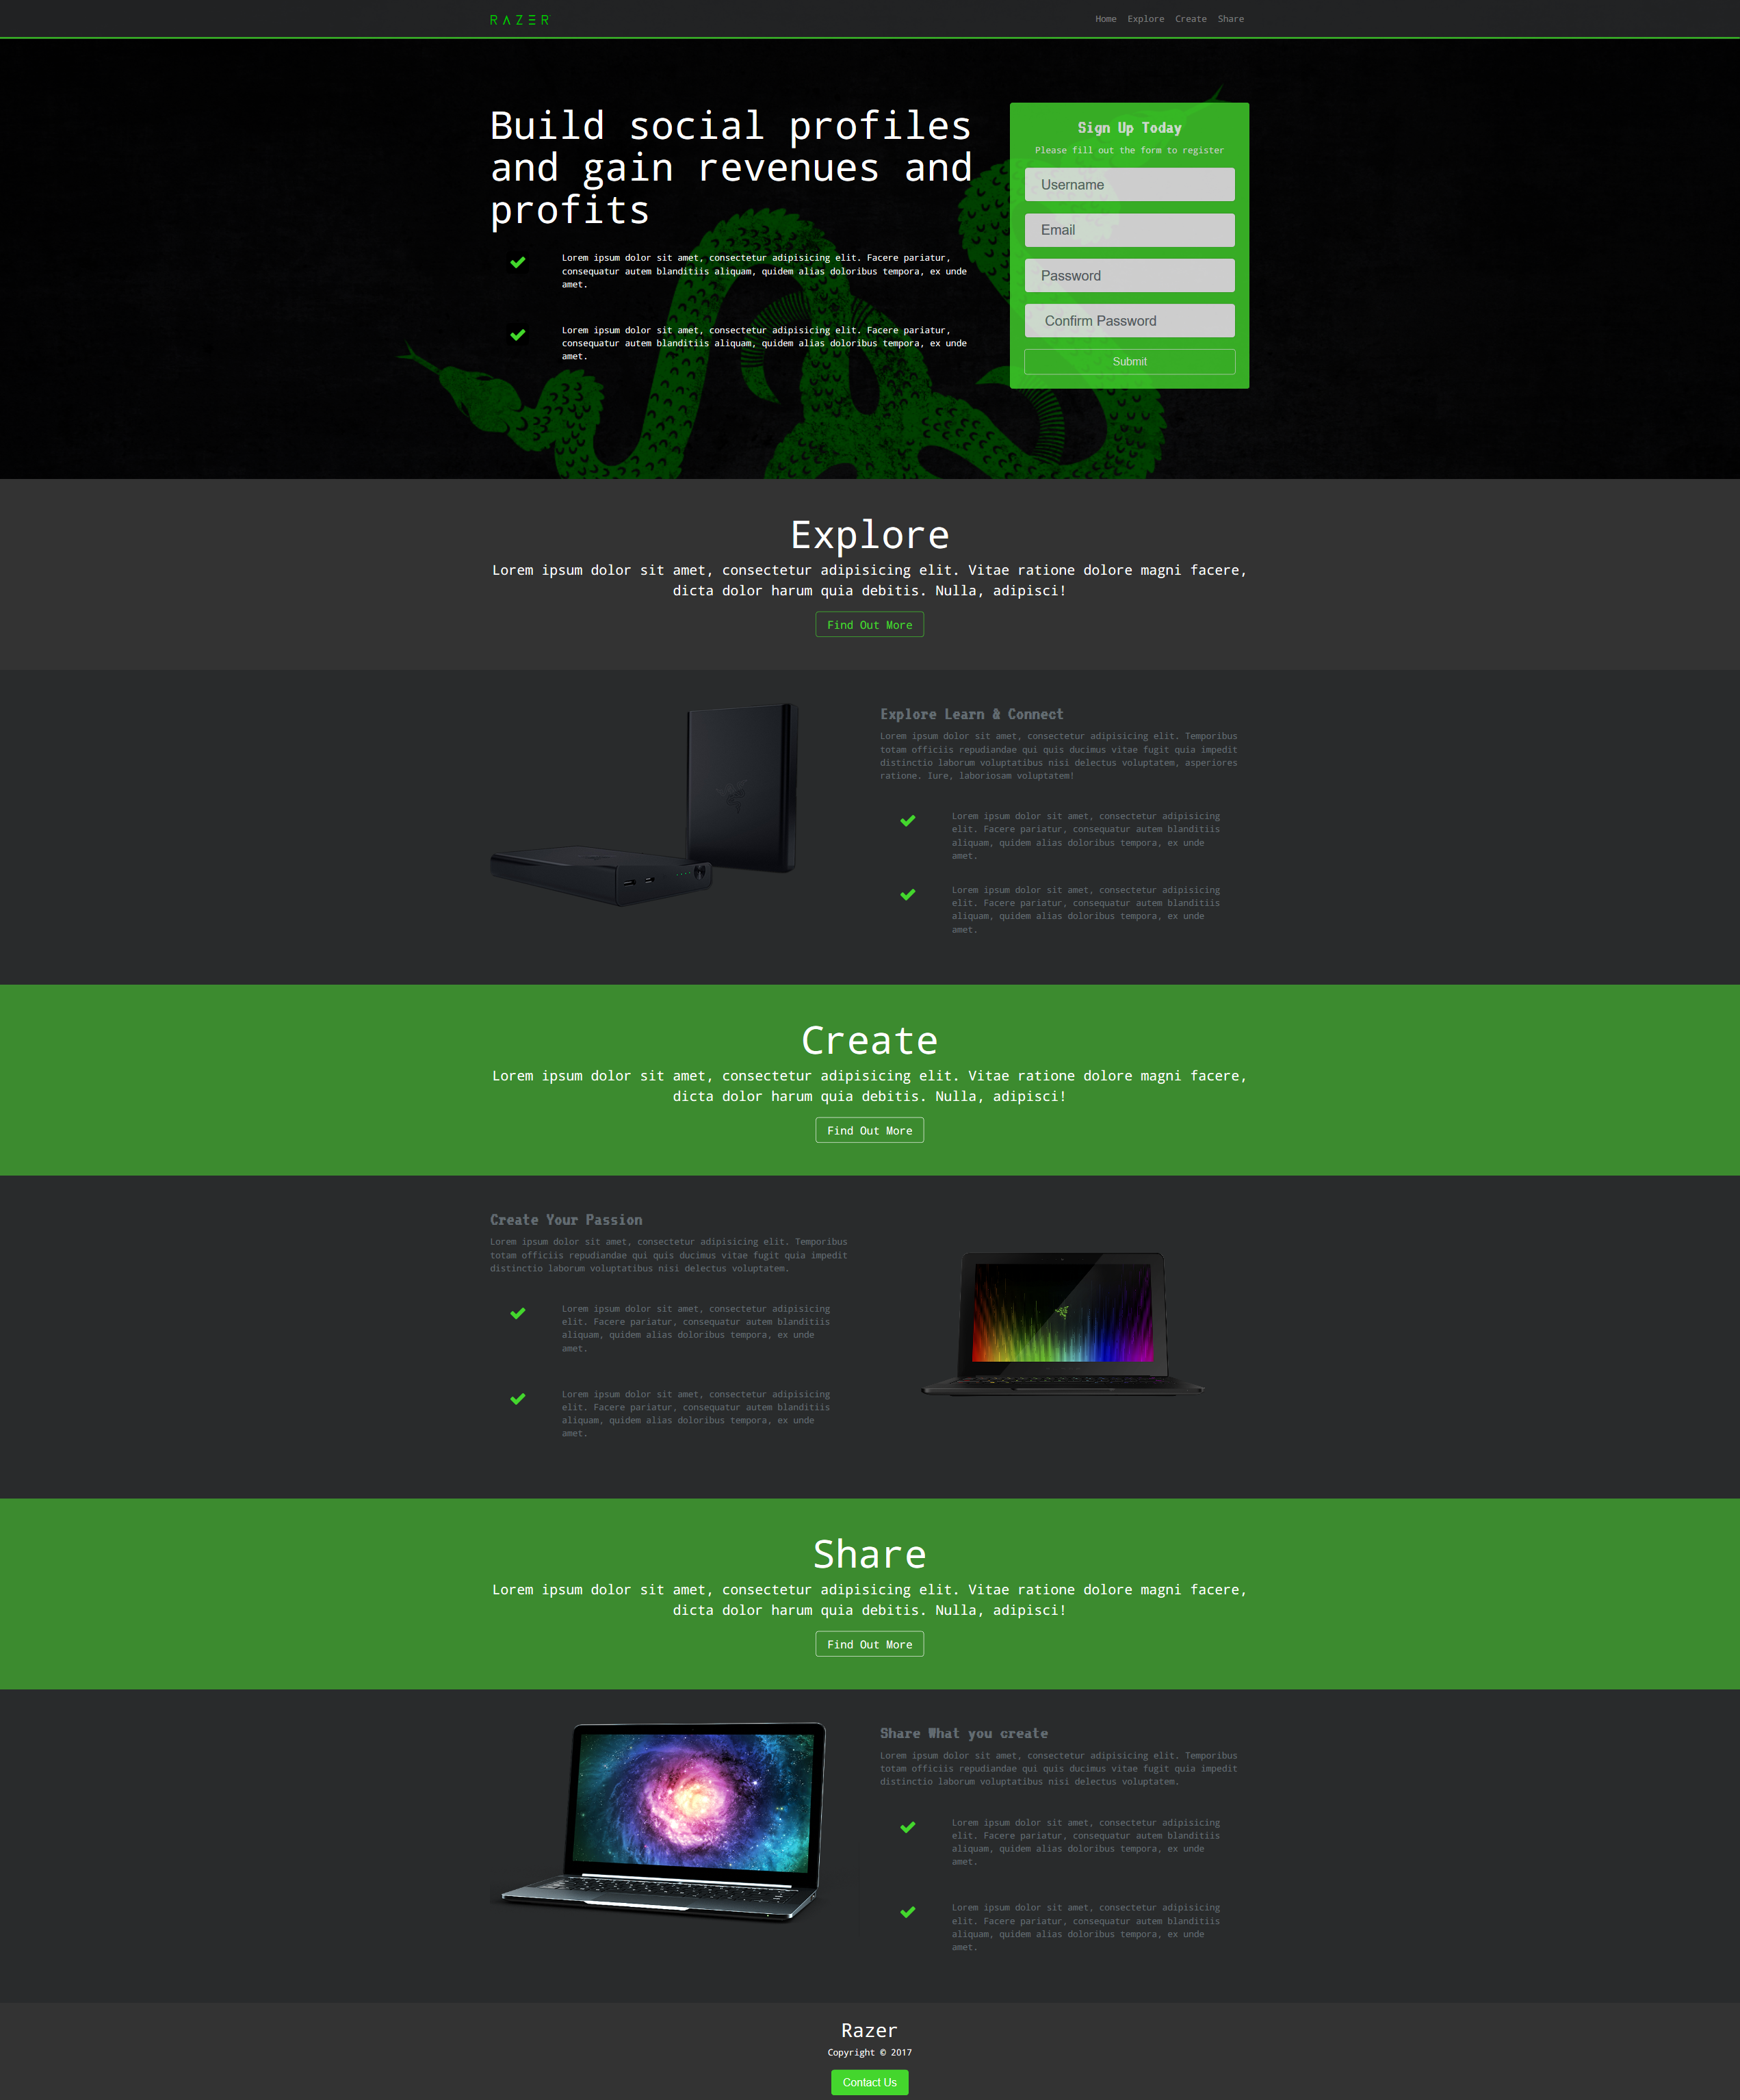 RAZER
Home Explore Create Share
Build social profiles
and gain revenues and
profits
Lorem ipsum dolor sit amet, consectetur adipisicing elit. Facere pariatur,
consequatur autem blanditiis aliquam, quidem alias doloribus tempora, ex unde
amet.
Lorem ipsum dolor sit amet, consectetur adipisicing elit. Facere pariatur,
consequatur autem blanditiis aliquam, quidem alias doloribus tempora, ex unde
amet.
Sign Up Today
Please fill out the form to register
Username
Email
Password
Confirm Password
Submit
Explore
Lorem ipsum dolor sit amet, consectetur adipisicing elit. Vitae ratione dolore magni facere,
dicta dolor harum quia debitis. Nulla, adipisci!
Find Out More
Explore Learn & Connect
Lorem ipsum dolor sit amet, consectetur adipisicing elit. Temporibus
totam officiis repudiandae qui quis ducimus vitae fugit quia impedit
distinctio laborum voluptatibus nisi delectus voluptatem, asperiores
ratione. Iure, laboriosam voluptatem!
Lorem ipsum dolor sit amet, consectetur adipisicing
elit. Facere pariatur, consequatur autem blanditiis
aliquam, quidem alias doloribus tempora, ex unde
amet.
Lorem ipsum dolor sit amet, consectetur adipisicing
elit. Facere pariatur, consequatur autem blanditiis
aliquam, quidem alias doloribus tempora, ex unde
amet.
Create
Lorem ipsum dolor sit amet, consectetur adipisicing elit. Vitae ratione dolore magni facere,
dicta dolor harum quia debitis. Nulla, adipisci!
Find Out More
Create Your Passion
Lorem ipsum dolor sit amet, consectetur adipisicing elit. Temporibus
totam officiis repudiandae qui quis ducimus vitae fugit quia impedit
distinctio laborum voluptatibus nisi delectus voluptatem.
Lorem ipsum dolor sit amet, consectetur adipisicing
elit. Facere pariatur, consequatur autem blanditiis
aliquam, quidem alias doloribus tempora, ex unde
amet.
Lorem ipsum dolor sit amet, consectetur adipisicing
elit. Facere pariatur, consequatur autem blanditiis
aliquam, quidem alias doloribus tempora, ex unde
amet.
Share
Lorem ipsum dolor sit amet, consectetur adipisicing elit. Vitae ratione dolore magni facere,
dicta dolor harum quia debitis. Nulla, adipisci!
Find Out More
Share What you create
Lorem ipsum dolor sit amet, consectetur adipisicing elit. Temporibus
totam officiis repudiandae qui quis ducimus vitae fugit quia impedit
distinctio laborum voluptatibus nisi delectus voluptatem.
Lorem ipsum dolor sit amet, consectetur adipisicing
elit. Facere pariatur, consequatur autem blanditiis
aliquam, quidem alias doloribus tempora, ex unde
amet.
Lorem ipsum dolor sit amet, consectetur adipisicing
elit. Facere pariatur, consequatur autem blanditiis
aliquam, quidem alias doloribus tempora, ex unde
amet.
Razer
Copyright © 2017
Contact Us